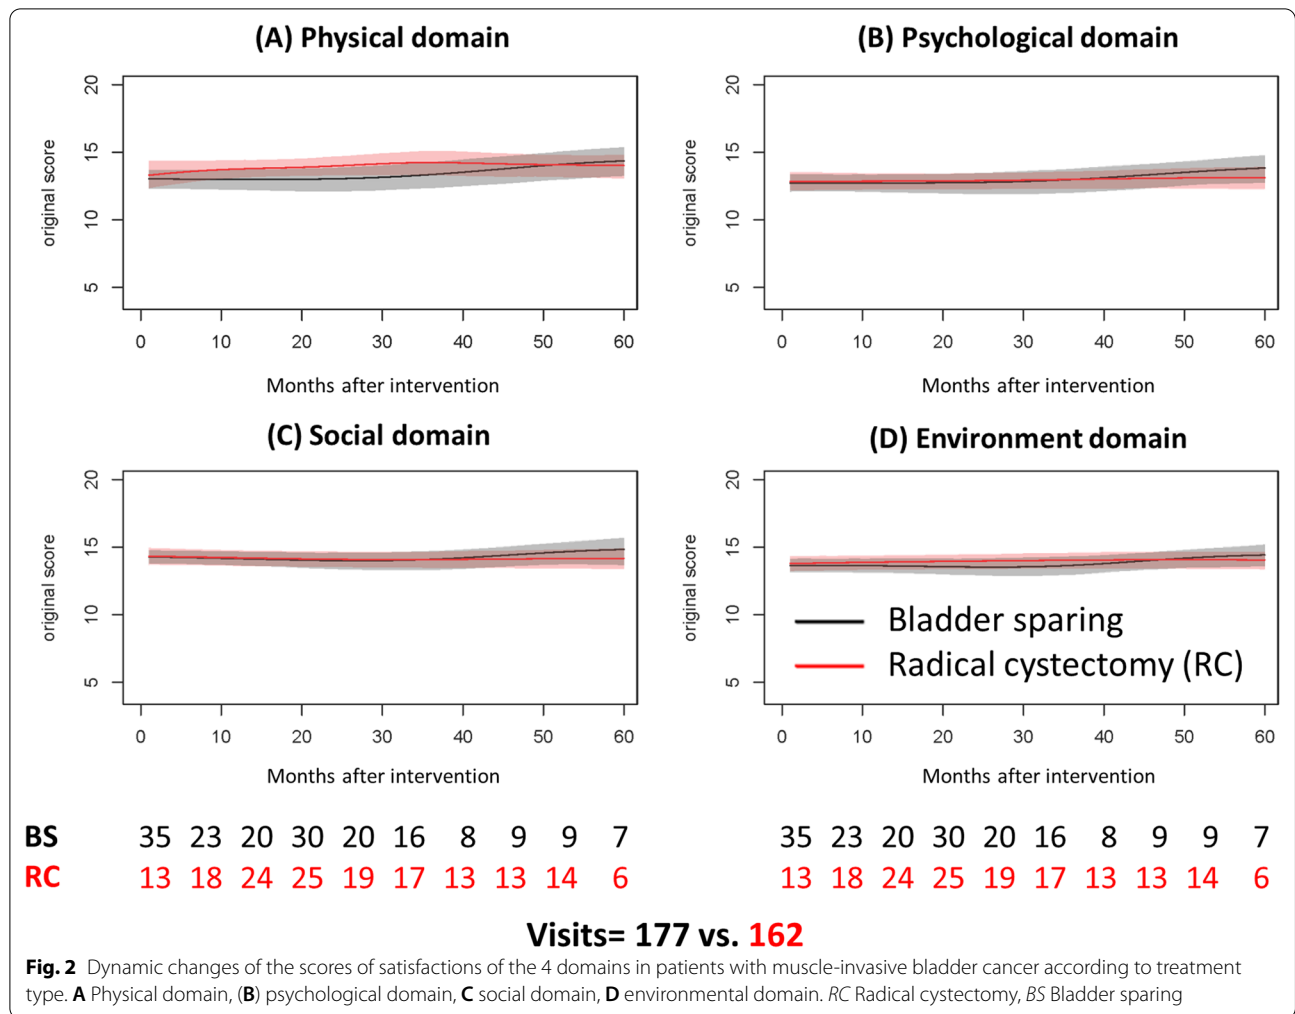 (A) Physical domain
20
15
10
5
original score
0 10 20 30 40 50 60
Months after intervention
(B) Psychological domain
20
15
10
5
original score
0 10 20 30 40 50 60
Months after intervention
(C) Social domain
20
15
10
5
original score
0 10 20 30 40 50 60
Months after intervention
(D) Environment domain
20
15
10
5
original score
Bladder sparing
Radical cystectomy (RC)
0 10 20 30 40 50 60
Months after intervention
BS 35 23 20 30 20 16 8 9 9 7 35 23 20 30 20 16 8 9 9 7
RC 13 18 24 25 19 17 13 13 14 6 13 18 24 25 19 17 13 13 14 6
Visits= 177 vs. 162
Fig. 2 Dynamic changes of the scores of satisfactions of the 4 domains in patients with muscle-invasive bladder cancer according to treatment
type. A Physical domain, (B) psychological domain, C social domain, D environmental domain. RC Radical cystectomy, BS Bladder sparing